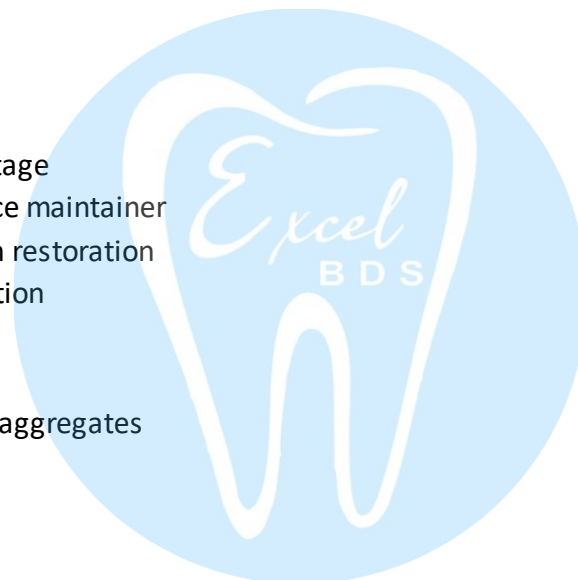 tage
ce maintainer
n restoration
tion
aggregates
Excel
BDS